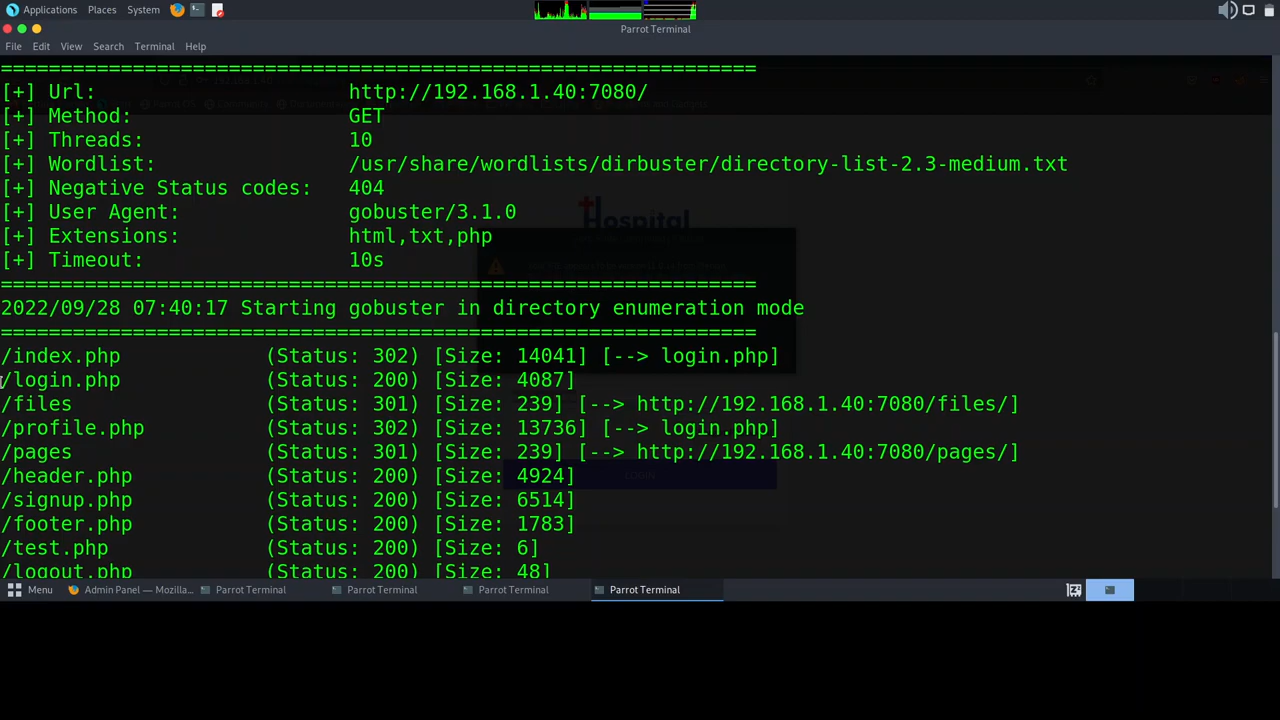 Applications Places System
Parrot Terminal
File Edit View Search Terminal Help
===============================================================
[+] Url: http://192.168.1.40:7080/
[+] Method: GET
[+] Threads: 10
[+] Wordlist: /usr/share/wordlists/dirbuster/directory-list-2.3-medium.txt
[+] Negative Status codes: 404
[+] User Agent: gobuster/3.1.0
[+] Extensions: html,txt,php
[+] Timeout: 10s
===============================================================
2022/09/28 07:40:17 Starting gobuster in directory enumeration mode
===============================================================
/index.php (Status: 302) [Size: 14041] [--> login.php]
/login.php (Status: 200) [Size: 4087]
/files (Status: 301) [Size: 239] [--> http://192.168.1.40:7080/files/]
/profile.php (Status: 302) [Size: 13736] [--> login.php]
/pages (Status: 301) [Size: 239] [--> http://192.168.1.40:7080/pages/]
/header.php (Status: 200) [Size: 4924]
/signup.php (Status: 200) [Size: 6514]
/footer.php (Status: 200) [Size: 1783]
/test.php (Status: 200) [Size: 6]
/logout.php (Status: 200) [Size: 48]
Hospital
LOGIN
Menu Admin Panel — Mozilla... Parrot Terminal Parrot Terminal Parrot Terminal Parrot Terminal